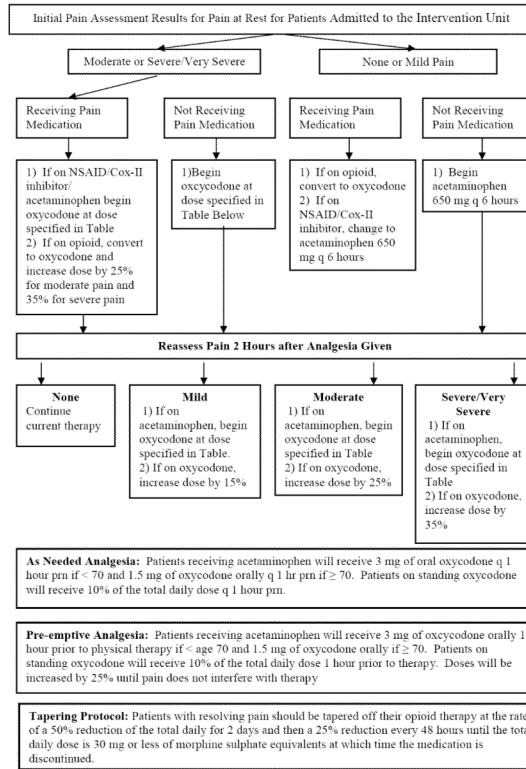 Initial Pain Assessment Results for Pain at Rest for Patients Admitted to the Intervention Unit
Moderate or Severe/Very Severe
None or Mild Pain
Receiving Pain
Medication
Not Receiving
Pain Medication
Receiving Pain
Medication
Not Receiving
Pain Medication
1) If on NSAID/Cox-II
inhibitor/
acetaminophen begin
oxycodone at dose
specified in Table
2) If on opioid, convert
to oxycodone and
increase dose by 25%
for moderate pain and
35% for severe pain
1)Begin
oxcycodone at
dose specified in
Table Below
1) If on opioid,
convert to oxycodone
2) If on
NSAID/Cox-II
inhibitor, change to
acetaminophen 650
mg q 6 hours
1) Begin
acetaminophen
650 mg q 6 hours
Reassess Pain 2 Hours after Analgesia Given
None
Continue
current therapy
Mild
1) If on
acetaminophen, begin
oxycodone at dose
specified in Table.
2) If on oxycodone,
increase dose by 15%
Moderate
1) If on
acetaminophen, begin
oxycodone at dose
specified in Table
2) If on oxycodone,
increase dose by 25%
Severe/Very
Severe
1) If on
acetaminophen,
begin oxycodone at
dose specified in
Table
2) If on oxycodone,
increase dose by
35%
As Needed Analgesia: Patients receiving acetaminophen will receive 3 mg of oral oxycodone q 1
hour prn if < 70 and 1.5 mg of oxycodone orally q 1 hr prn if ≥ 70. Patients on standing oxycodone
will receive 10% of the total daily dose q 1 hour prn.
Pre-emptive Analgesia: Patients receiving acetaminophen will receive 3 mg of oxcycodone orally 1
hour prior to physical therapy if < age 70 and 1.5 mg of oxycodone orally if ≥ 70. Patients on
standing oxycodone will receive 10% of the total daily dose 1 hour prior to therapy. Doses will be
increased by 25% until pain does not interfere with therapy
Tapering Protocol: Patients with resolving pain should be tapered off their opioid therapy at the rate
of a 50% reduction of the total daily for 2 days and then a 25% reduction every 48 hours until the total
daily dose is 30 mg or less of morphine sulphate equivalents at which time the medication is
discontinued.